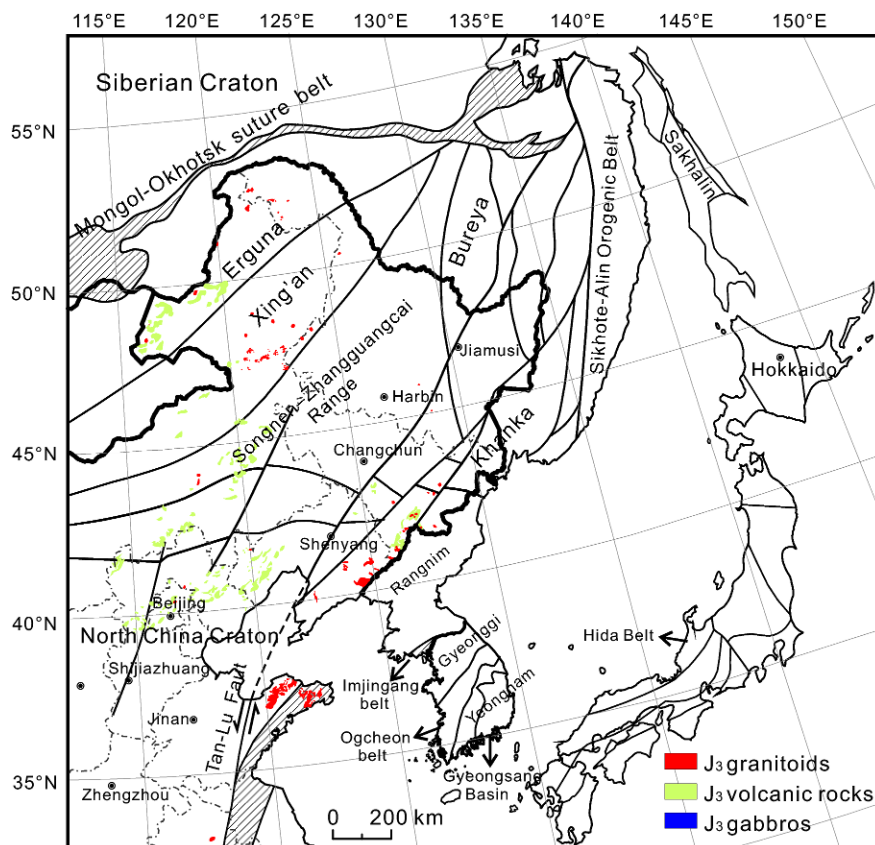 115°E 120°E 125°E 130°E 135°E 140°E 145°E 150°E
Siberian Craton
55°N
Mongol-Okhotsk suture belt
Sakhalin
Erguna
Bureya
Sikhote-Alin Orogenic Belt
50°N
Xing'an
Jiamusi
Hokkaido
Songnen-Zhangguangcai
Range
Harbin
Khanka
45°N
Changchun
Shenyang
Rangnim
40°N
Beijing
North China Craton
Hida Belt
Gyeonggi
Shijiazhuang
Imjingang
belt
Yeongnam
Jinan
Tan-Lu Fault
Ogcheon
belt
35°N
Zhengzhou
Gyeongsang
Basin
J3 granitoids
J3 volcanic rocks
J3 gabbros
0 200 km